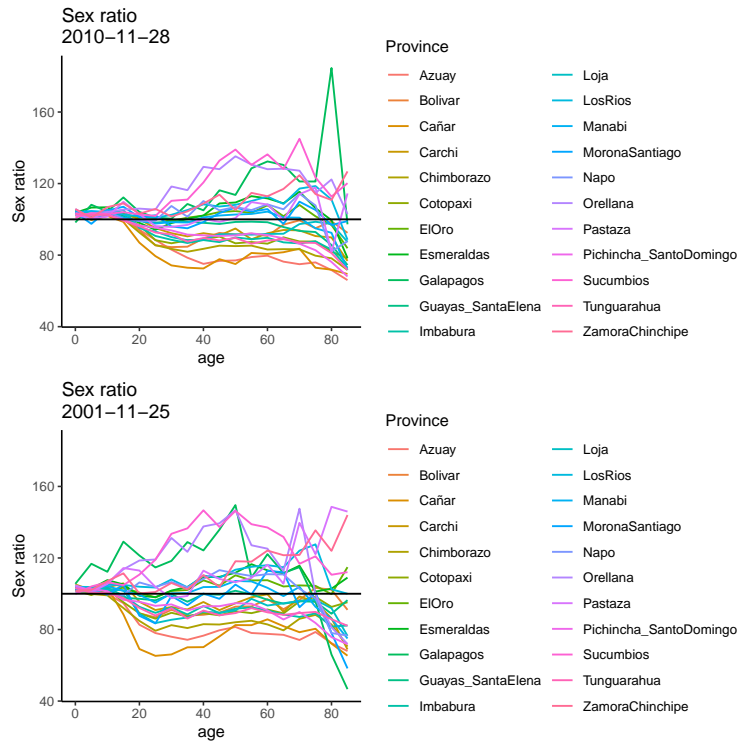 Sex ratio
2010−11−28
Sex ratio
160
120
80
40
0
20
40
60
80
age
Province
Azuay
Bolivar
Cañar
Carchi
Chimborazo
Cotopaxi
ElOro
Esmeraldas
Galapagos
Guayas_SantaElena
Imbabura
Loja
LosRios
Manabi
MoronaSantiago
Napo
Orellana
Pastaza
Pichincha_SantoDomingo
Sucumbios
Tunguarahua
ZamoraChinchipe
Sex ratio
2001−11−25
Sex ratio
160
120
80
40
0
20
40
60
80
age
Province
Azuay
Bolivar
Cañar
Carchi
Chimborazo
Cotopaxi
ElOro
Esmeraldas
Galapagos
Guayas_SantaElena
Imbabura
Loja
LosRios
Manabi
MoronaSantiago
Napo
Orellana
Pastaza
Pichincha_SantoDomingo
Sucumbios
Tunguarahua
ZamoraChinchipe